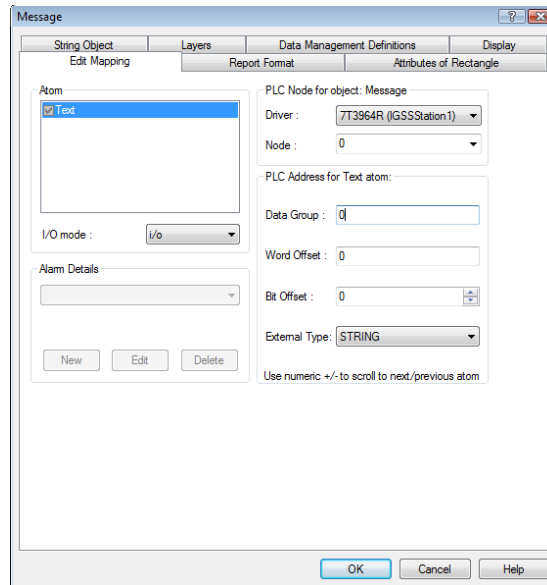 Message
String Object Layers Data Management Definitions Display
Edit Mapping Report Format Attributes of Rectangle
Atom
Text
I/O mode : i/o
Alarm Details
New Edit Delete
PLC Node for object: Message
Driver : 7T3964R (IGSSStation1)
Node : 0
PLC Address for Text atom:
Data Group : 0
Word Offset : 0
Bit Offset : 0
External Type: STRING
Use numeric +/- to scroll to next/previous atom
OK Cancel Help